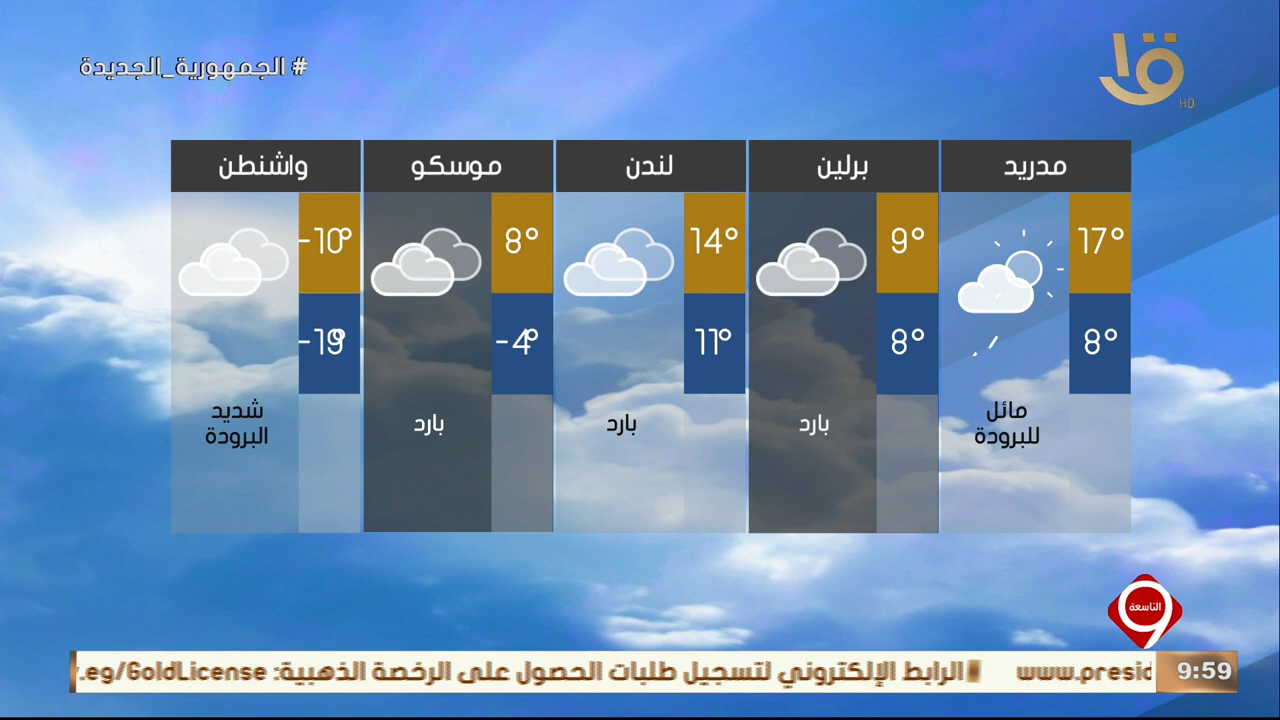 #الجمهورية_الجديدة
HD
مدريد
17°
8°
مائل
للبرودة
برلين
9°
8°
بارد
لندن
14°
11°
بارد
موسكو
8°
-4°
بارد
واشنطن
-10°
-19°
شديد
البرودة
9
التاسعة
الرابط الإلكتروني لتسجيل طلبات الحصول على الرخصة الذهبية: .eg/GoldLicense
www.presid
9:59